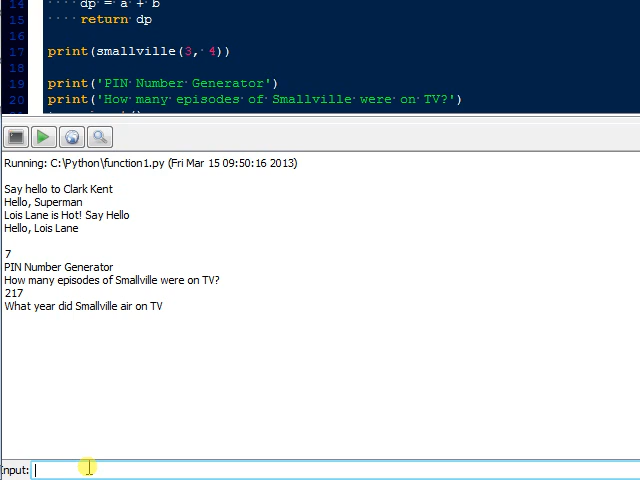 14 dp = a + b
15 return dp
16
17 print(smallville(3, 4))
18
19 print('PIN Number Generator')
20 print('How many episodes of Smallville were on TV?')
Running: C:\Python\function1.py (Fri Mar 15 09:50:16 2013)
Say hello to Clark Kent
Hello, Superman
Lois Lane is Hot! Say Hello
Hello, Lois Lane
7
PIN Number Generator
How many episodes of Smallville were on TV?
217
What year did Smallville air on TV
Input: